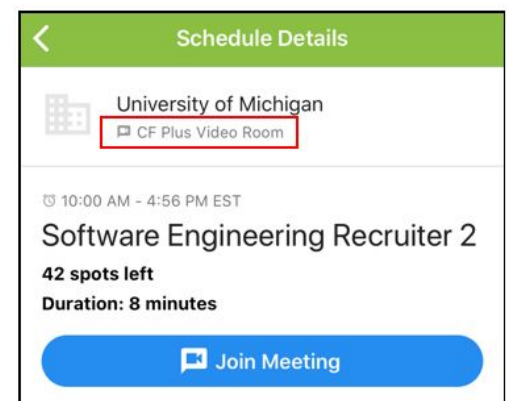 Schedule Details
University of Michigan
CF Plus Video Room
10:00 AM - 4:56 PM EST
Software Engineering Recruiter 2
42 spots left
Duration: 8 minutes
Join Meeting